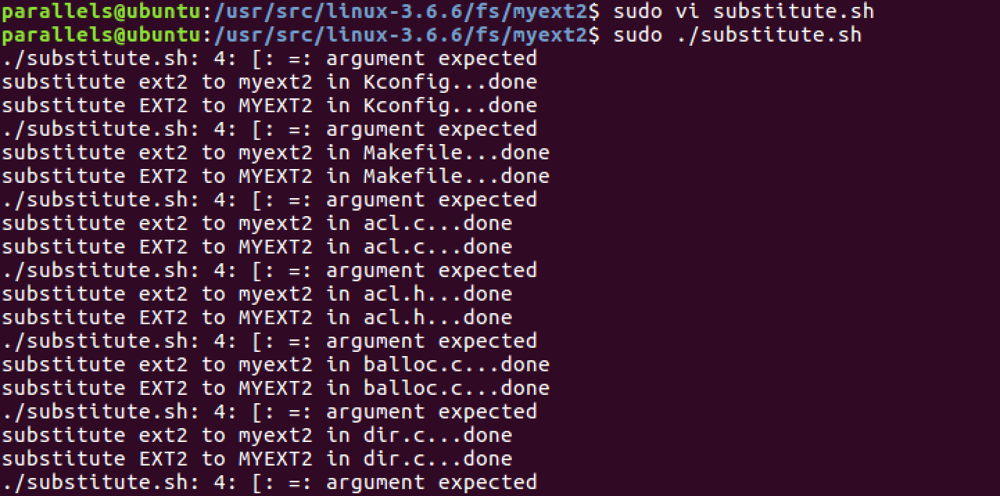 parallels@ubuntu:/usr/src/linux-3.6.6/fs/myext2$ sudo vi substitute.sh
parallels@ubuntu:/usr/src/linux-3.6.6/fs/myext2$ sudo ./substitute.sh
./substitute.sh: 4: [: =: argument expected
substitute ext2 to myext2 in Kconfig...done
substitute EXT2 to MYEXT2 in Kconfig...done
./substitute.sh: 4: [: =: argument expected
substitute ext2 to myext2 in Makefile...done
substitute EXT2 to MYEXT2 in Makefile...done
./substitute.sh: 4: [: =: argument expected
substitute ext2 to myext2 in acl.c...done
substitute EXT2 to MYEXT2 in acl.c...done
./substitute.sh: 4: [: =: argument expected
substitute ext2 to myext2 in acl.h...done
substitute EXT2 to MYEXT2 in acl.h...done
./substitute.sh: 4: [: =: argument expected
substitute ext2 to myext2 in balloc.c...done
substitute EXT2 to MYEXT2 in balloc.c...done
./substitute.sh: 4: [: =: argument expected
substitute ext2 to myext2 in dir.c...done
substitute EXT2 to MYEXT2 in dir.c...done
./substitute.sh: 4: [: =: argument expected